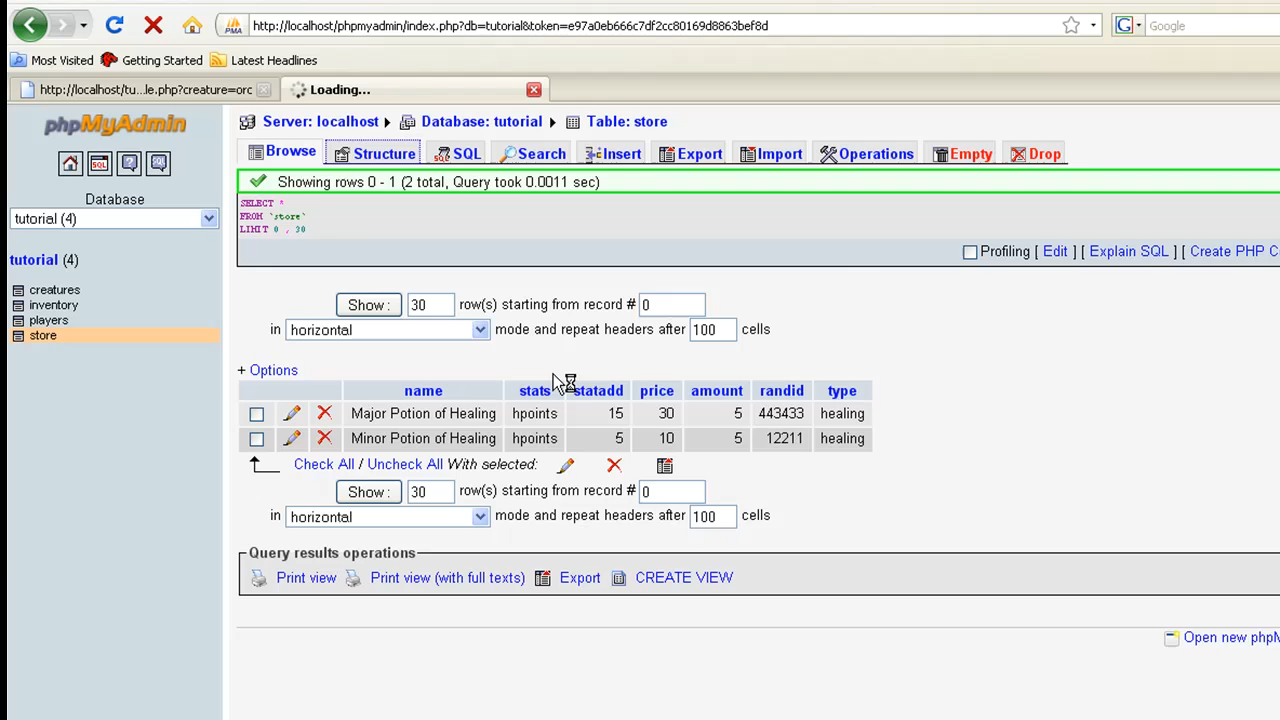 http://localhost/phpmyadmin/index.php?db=tutorial&token=e97a0eb666c7df2cc80169d8863bef8d
Google
Most Visited Getting Started Latest Headlines
http://localhost/tu...le.php?creature=orc Loading...
phpMyAdmin
Server: localhost Database: tutorial Table: store
Browse Structure SQL Search Insert Export Import Operations Empty Drop
Showing rows 0 - 1 (2 total, Query took 0.0011 sec)
SELECT *
FROM `store`
LIMIT 0 , 30
Profiling [ Edit ] [ Explain SQL ] [ Create PHP C
Database
tutorial (4)
tutorial (4)
creatures
inventory
players
store
Show : 30 row(s) starting from record # 0
in horizontal mode and repeat headers after 100 cells
+ Options
name stats statadd price amount randid type
Major Potion of Healing hpoints 15 30 5 443433 healing
Minor Potion of Healing hpoints 5 10 5 12211 healing
Check All / Uncheck All With selected:
Show : 30 row(s) starting from record # 0
in horizontal mode and repeat headers after 100 cells
Query results operations
Print view Print view (with full texts) Export CREATE VIEW
Open new phpM